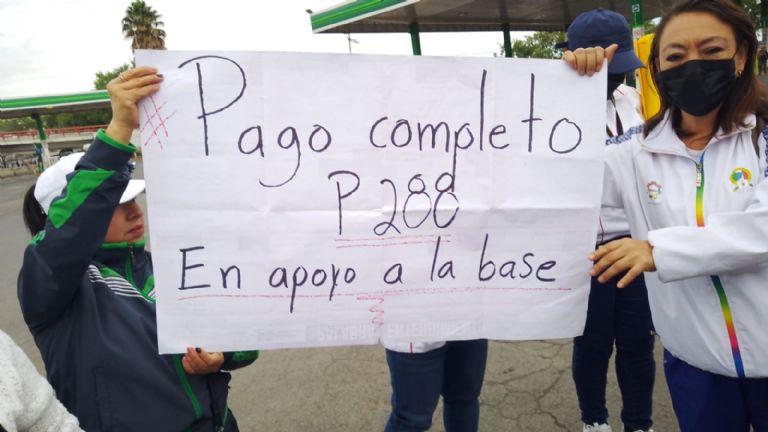 # Pago completo
P288
En apoyo a la base